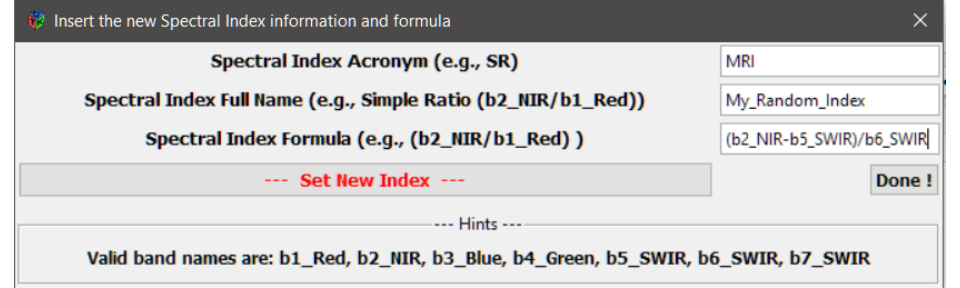 Insert the new Spectral Index information and formula
Spectral Index Acronym (e.g., SR) MRI
Spectral Index Full Name (e.g., Simple Ratio (b2_NIR/b1_Red)) My_Random_Index
Spectral Index Formula (e.g., (b2_NIR/b1_Red) ) (b2_NIR-b5_SWIR)/b6_SWIR
--- Set New Index --- Done !
--- Hints ---
Valid band names are: b1_Red, b2_NIR, b3_Blue, b4_Green, b5_SWIR, b6_SWIR, b7_SWIR